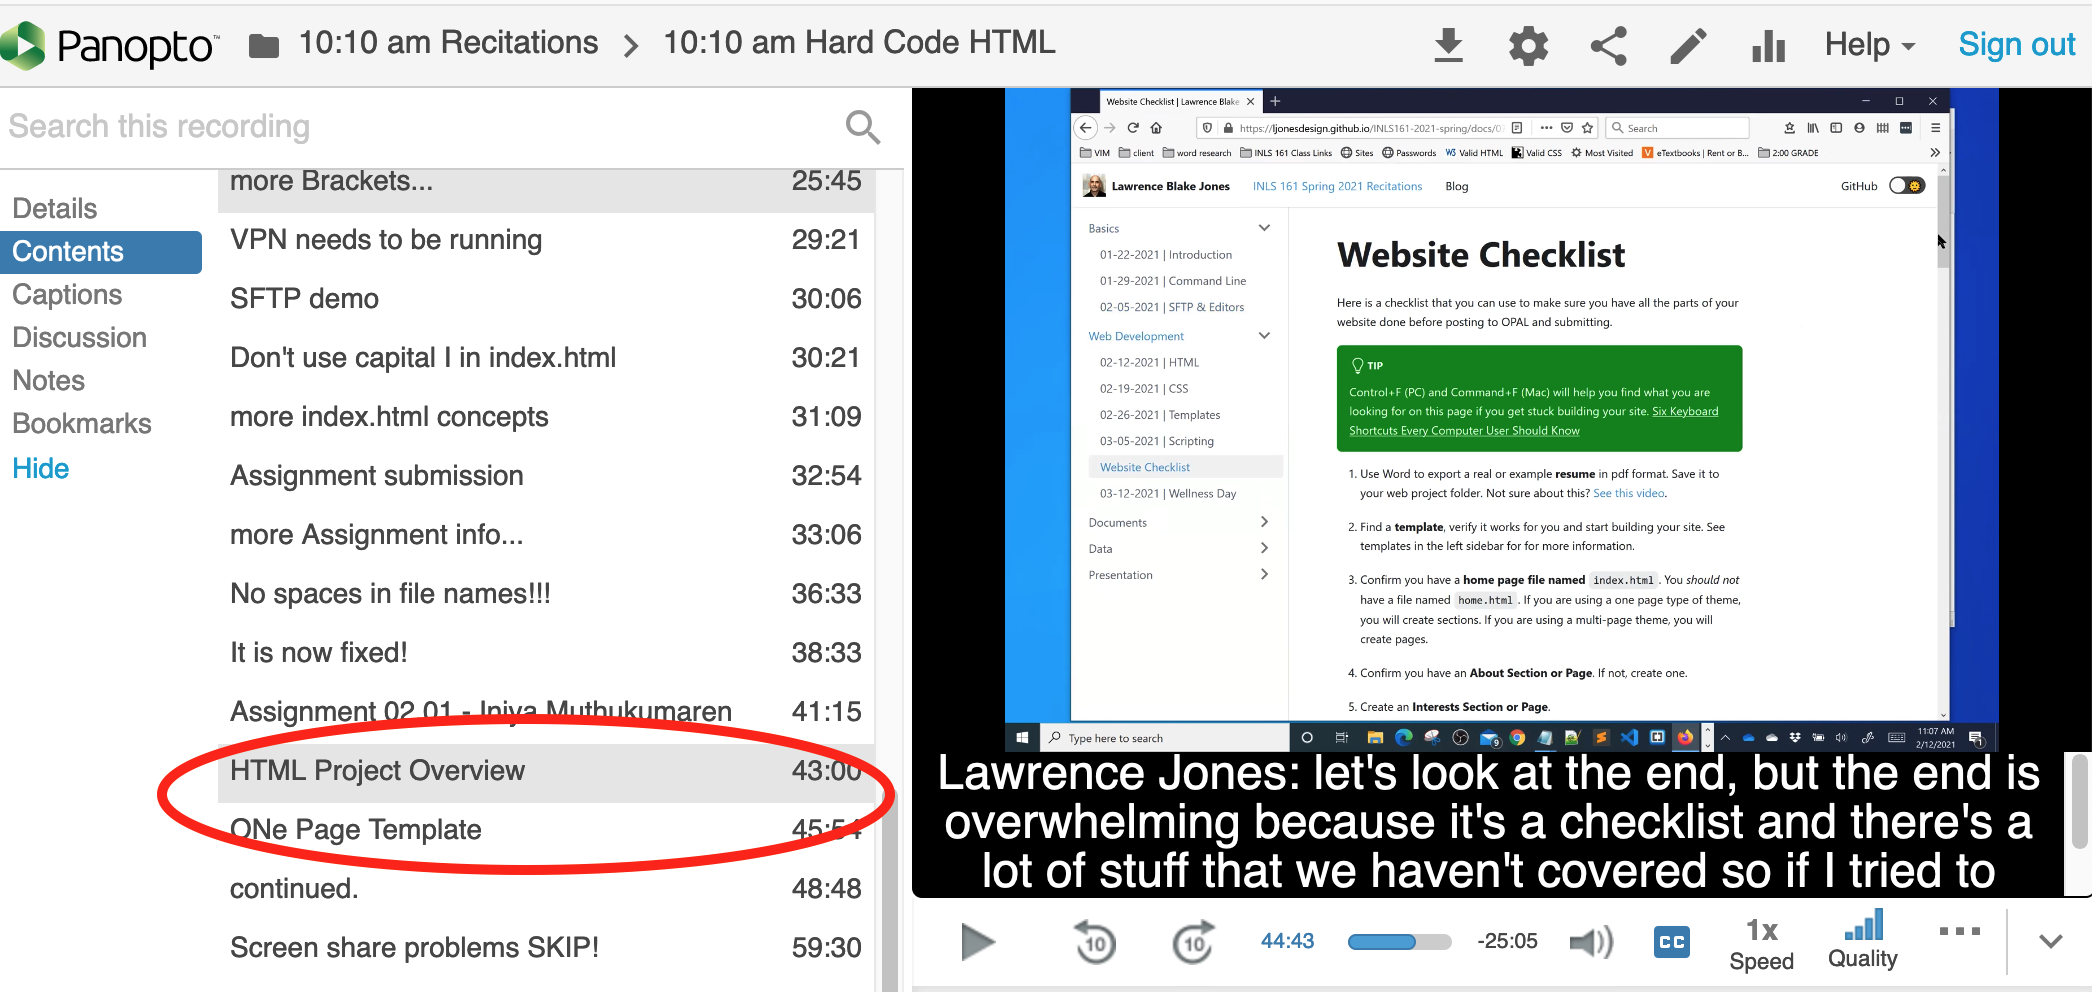 Panopto™
10:10 am Recitations > 10:10 am Hard Code HTML
Help
Sign out
Search this recording
Details
Contents
Captions
Discussion
Notes
Bookmarks
Hide
more Brackets... 25:45
VPN needs to be running 29:21
SFTP demo 30:06
Don't use capital I in index.html 30:21
more index.html concepts 31:09
Assignment submission 32:54
more Assignment info... 33:06
No spaces in file names!!! 36:33
It is now fixed! 38:33
Assignment 02.01 - Iniya Muthukumaren 41:15
HTML Project Overview 43:00
ONe Page Template 45:54
continued. 48:48
Screen share problems SKIP! 59:30
Website Checklist | Lawrence Blake
https://ljonesdesign.github.io/INLS161-2021-spring/docs/0
Search
VIM client word research INLS 161 Class Links Sites Passwords W3 Valid HTML Valid CSS Most Visited eTextbooks | Rent or B... 2:00 GRADE
Lawrence Blake Jones INLS 161 Spring 2021 Recitations Blog GitHub
Basics
01-22-2021 | Introduction
01-29-2021 | Command Line
02-05-2021 | SFTP & Editors
Web Development
02-12-2021 | HTML
02-19-2021 | CSS
02-26-2021 | Templates
03-05-2021 | Scripting
Website Checklist
03-12-2021 | Wellness Day
Documents
Data
Presentation
Website Checklist
Here is a checklist that you can use to make sure you have all the parts of your
website done before posting to OPAL and submitting.
TIP
Control+F (PC) and Command+F (Mac) will help you find what you are
looking for on this page if you get stuck building your site. Six Keyboard
Shortcuts Every Computer User Should Know
1. Use Word to export a real or example resume in pdf format. Save it to
your web project folder. Not sure about this? See this video.
2. Find a template, verify it works for you and start building your site. See
templates in the left sidebar for for more information.
3. Confirm you have a home page file named index.html. You should not
have a file named home.html. If you are using a one page type of theme,
you will create sections. If you are using a multi-page theme, you will
create pages.
4. Confirm you have an About Section or Page. If not, create one.
5. Create an Interests Section or Page.
Type here to search
9
11:07 AM
2/12/2021
1
Lawrence Jones: let's look at the end, but the end is
overwhelming because it's a checklist and there's a
lot of stuff that we haven't covered so if I tried to
10
10
44:43
-25:05
CC
1x
Speed
Quality